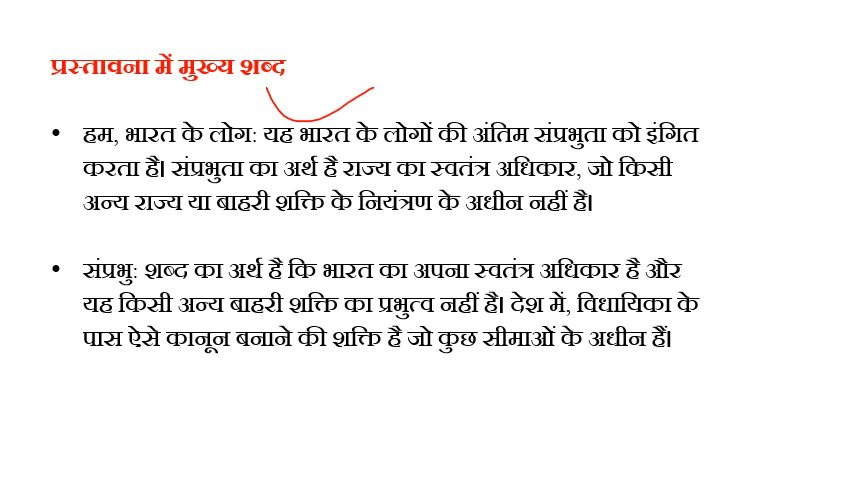 प्रस्तावना में मुख्य शब्द
• हम, भारत के लोग: यह भारत के लोगों की अंतिम संप्रभुता को इंगित
करता है। संप्रभुता का अर्थ है राज्य का स्वतंत्र अधिकार, जो किसी
अन्य राज्य या बाहरी शक्ति के नियंत्रण के अधीन नहीं है।
• संप्रभु: शब्द का अर्थ है कि भारत का अपना स्वतंत्र अधिकार है और
यह किसी अन्य बाहरी शक्ति का प्रभुत्व नहीं है। देश में, विधायिका के
पास ऐसे कानून बनाने की शक्ति है जो कुछ सीमाओं के अधीन हैं।